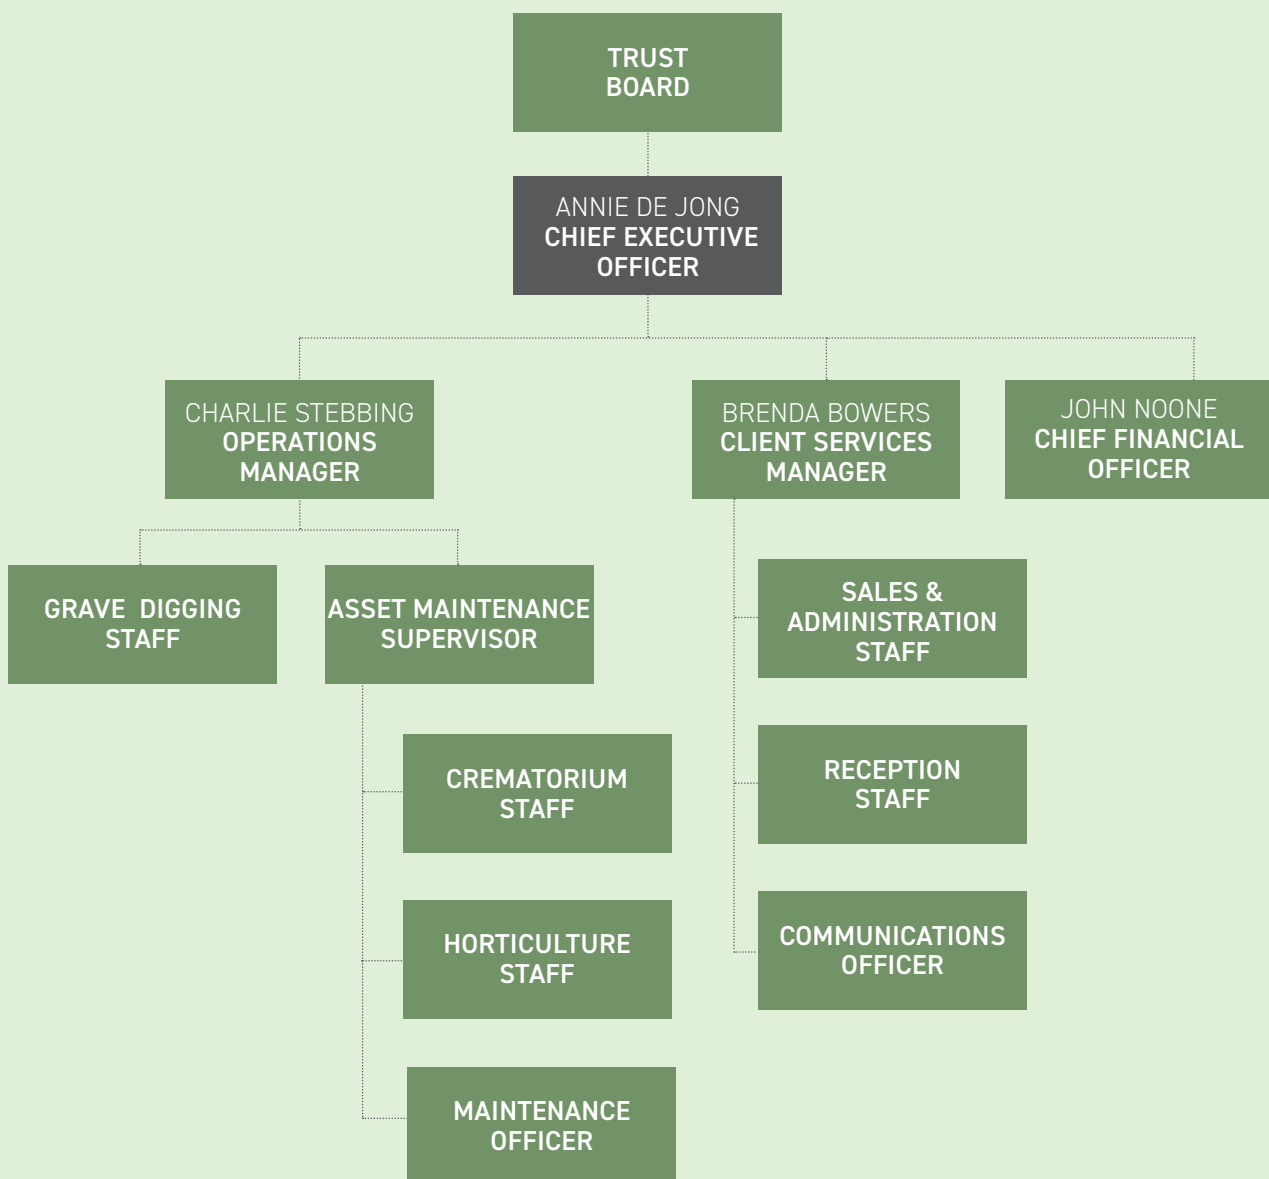 TRUST
BOARD
ANNIE DE JONG
CHIEF EXECUTIVE
OFFICER
CHARLIE STEBBING
OPERATIONS
MANAGER
BRENDA BOWERS
CLIENT SERVICES
MANAGER
JOHN NOONE
CHIEF FINANCIAL
OFFICER
GRAVE DIGGING
STAFF
ASSET MAINTENANCE
SUPERVISOR
SALES &
ADMINISTRATION
STAFF
CREMATORIUM
STAFF
RECEPTION
STAFF
HORTICULTURE
STAFF
COMMUNICATIONS
OFFICER
MAINTENANCE
OFFICER